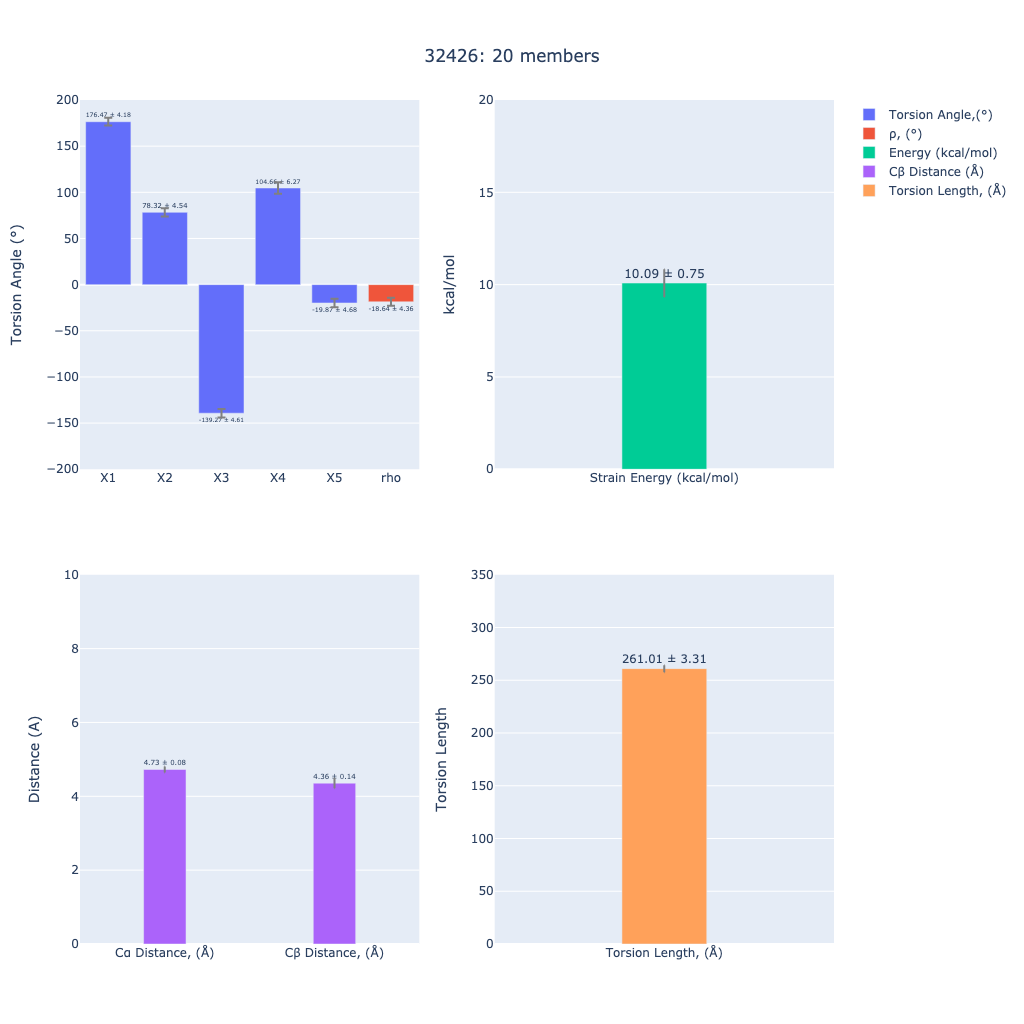 32426: 20 members
Torsion Angle (°)
200
150
100
50
0
−50
−100
−150
−200
176.47 ± 4.18
78.32 ± 4.54
-139.27 ± 4.61
104.66 ± 6.27
-19.87 ± 4.68
-18.64 ± 4.36
X1 X2 X3 X4 X5 rho
kcal/mol
20
15
10
5
0
10.09 ± 0.75
Strain Energy (kcal/mol)
Torsion Angle,(°)
ρ, (°)
Energy (kcal/mol)
Cβ Distance (Å)
Torsion Length, (Å)
Distance (A)
10
8
6
4
2
0
4.73 ± 0.08
4.36 ± 0.14
Cα Distance, (Å) Cβ Distance, (Å)
Torsion Length
350
300
250
200
150
100
50
0
261.01 ± 3.31
Torsion Length, (Å)